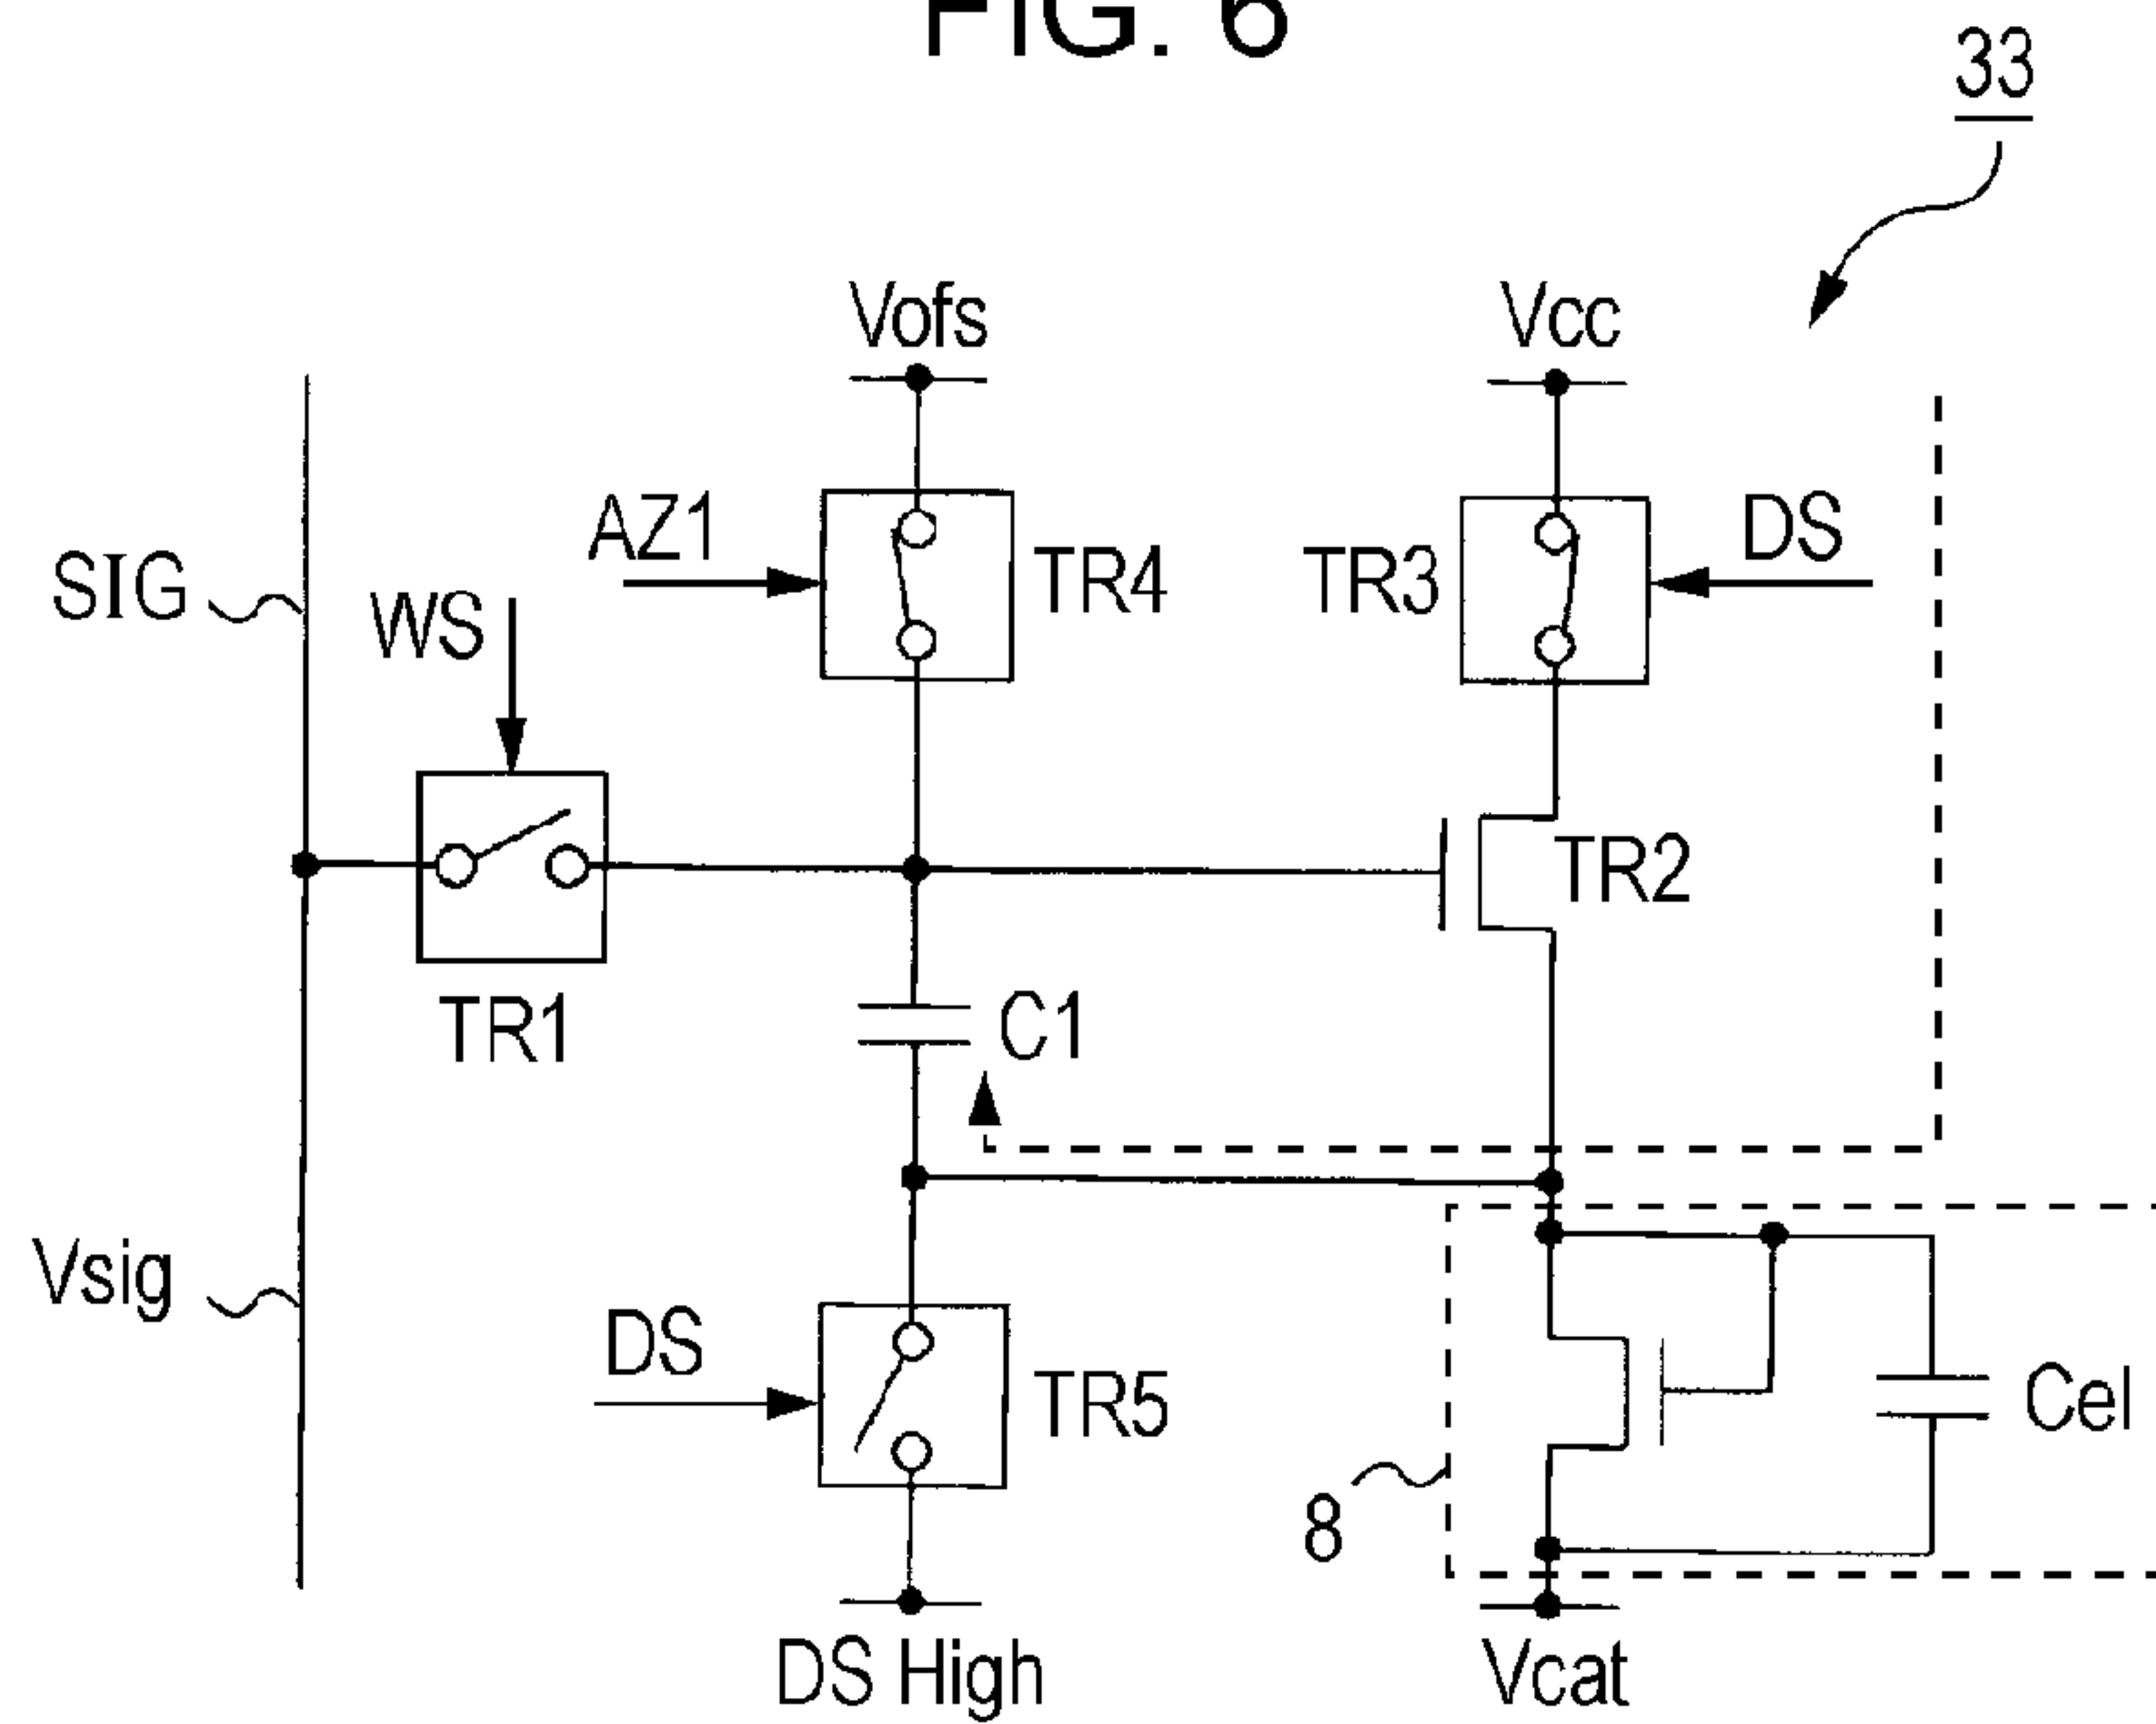 FIG. 6
33
Vofs
Vcc
AZ1
DS
SIG
TR4
TR3
WS
TR2
TR1
C1
Vsig
DS
TR5
Cel
8
DS High
Vcat